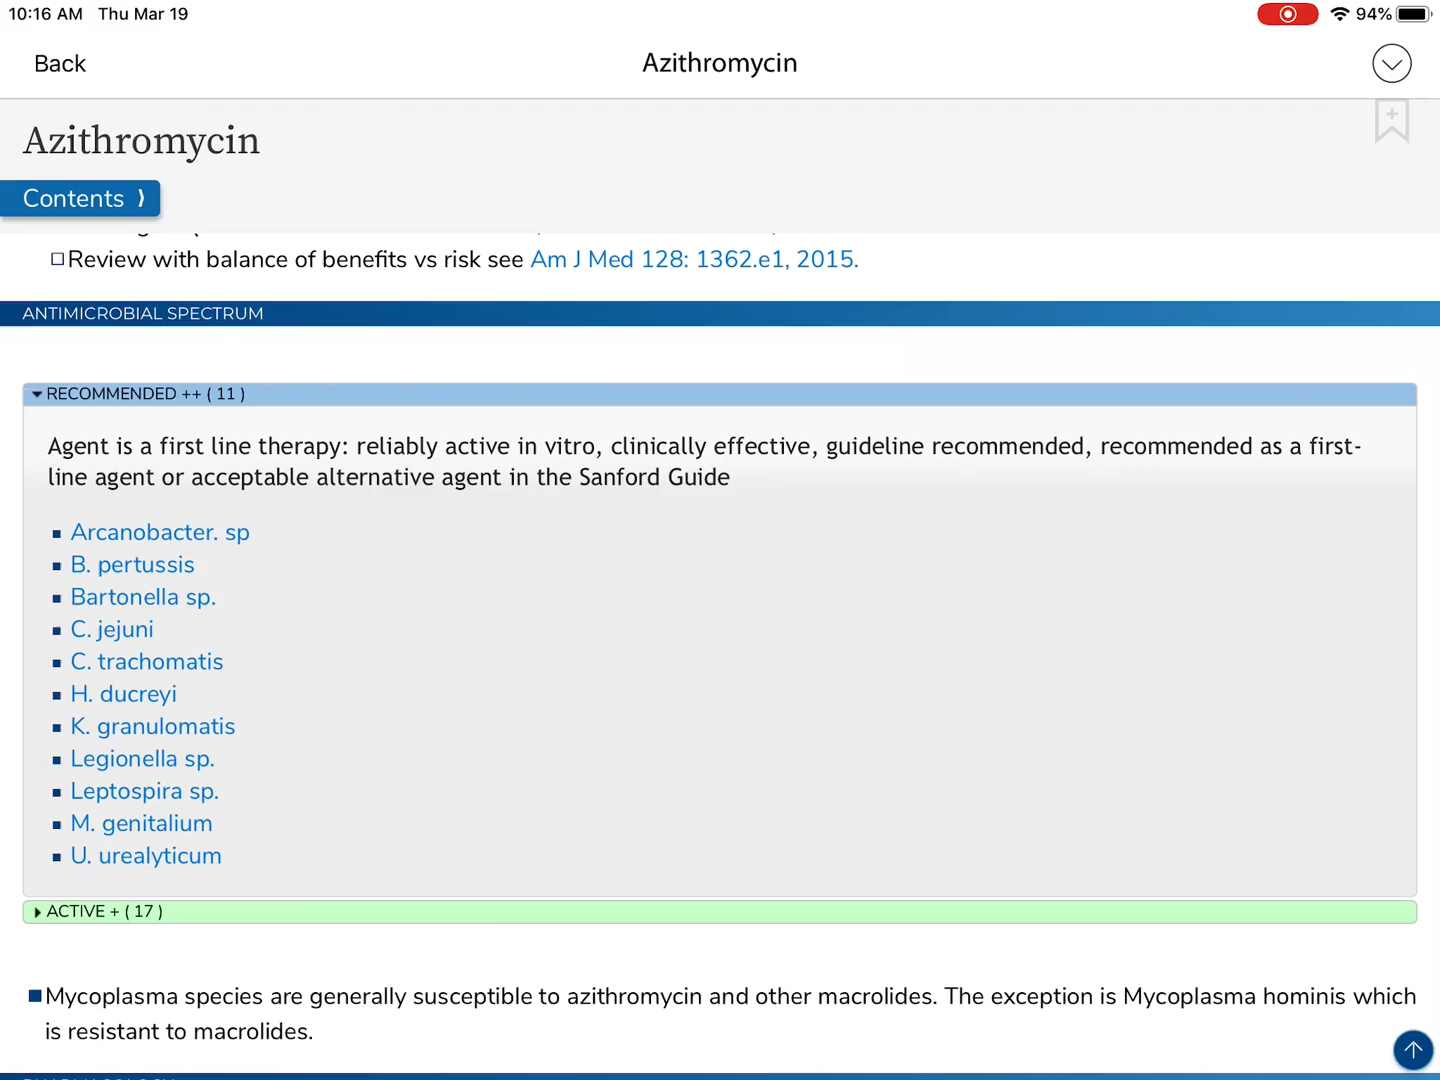 10:16 AM Thu Mar 19
94%
Back
Azithromycin
Azithromycin
Contents
Review with balance of benefits vs risk see Am J Med 128: 1362.e1, 2015.
ANTIMICROBIAL SPECTRUM
RECOMMENDED ++ ( 11 )
Agent is a first line therapy: reliably active in vitro, clinically effective, guideline recommended, recommended as a first-
line agent or acceptable alternative agent in the Sanford Guide
Arcanobacter. sp
B. pertussis
Bartonella sp.
C. jejuni
C. trachomatis
H. ducreyi
K. granulomatis
Legionella sp.
Leptospira sp.
M. genitalium
U. urealyticum
ACTIVE + ( 17 )
Mycoplasma species are generally susceptible to azithromycin and other macrolides. The exception is Mycoplasma hominis which
is resistant to macrolides.